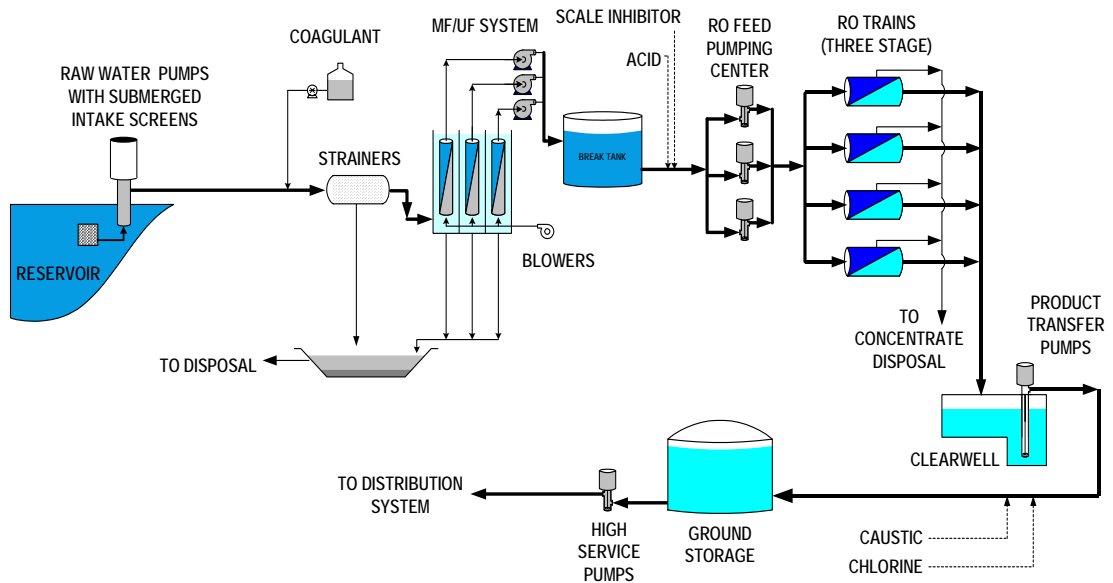 SCALE INHIBITOR
MF/UF SYSTEM
RO FEED
PUMPING
CENTER
RO TRAINS
(THREE STAGE)
COAGULANT
ACID
RAW WATER PUMPS
WITH SUBMERGED
INTAKE SCREENS
STRAINERS
BREAK TANK
RESERVOIR
BLOWERS
TO
CONCENTRATE
DISPOSAL
PRODUCT
TRANSFER
PUMPS
TO DISPOSAL
CLEARWELL
TO DISTRIBUTION
SYSTEM
HIGH
SERVICE
PUMPS
GROUND
STORAGE
CAUSTIC
CHLORINE